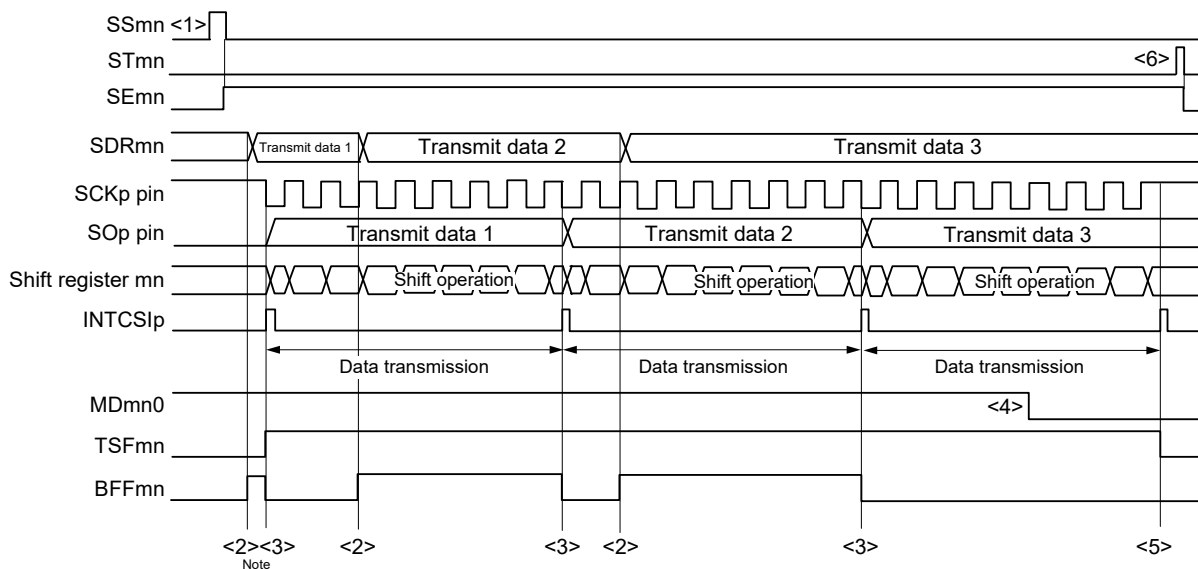 SSmn <1>
STmn <6>
SEmn
SDRmn Transmit data 1 Transmit data 2 Transmit data 3
SCKp pin
SOp pin Transmit data 1 Transmit data 2 Transmit data 3
Shift register mn Shift operation Shift operation Shift operation
INTCSIp
Data transmission Data transmission Data transmission
MDmn0 <4>
TSFmn
BFFmn
<2> <3> <2> <3> <2> <3> <5>
Note